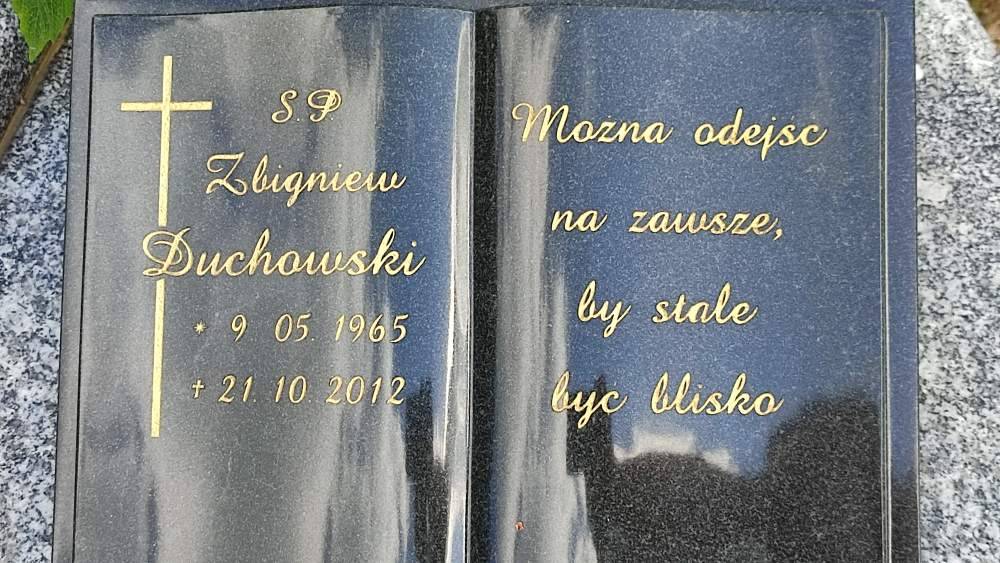 S.P.
Zbigniew
Duchowski
* 9 05. 1965
† 21. 10. 2012
Mozna odejsc
na zawsze,
by stale
byc blisko